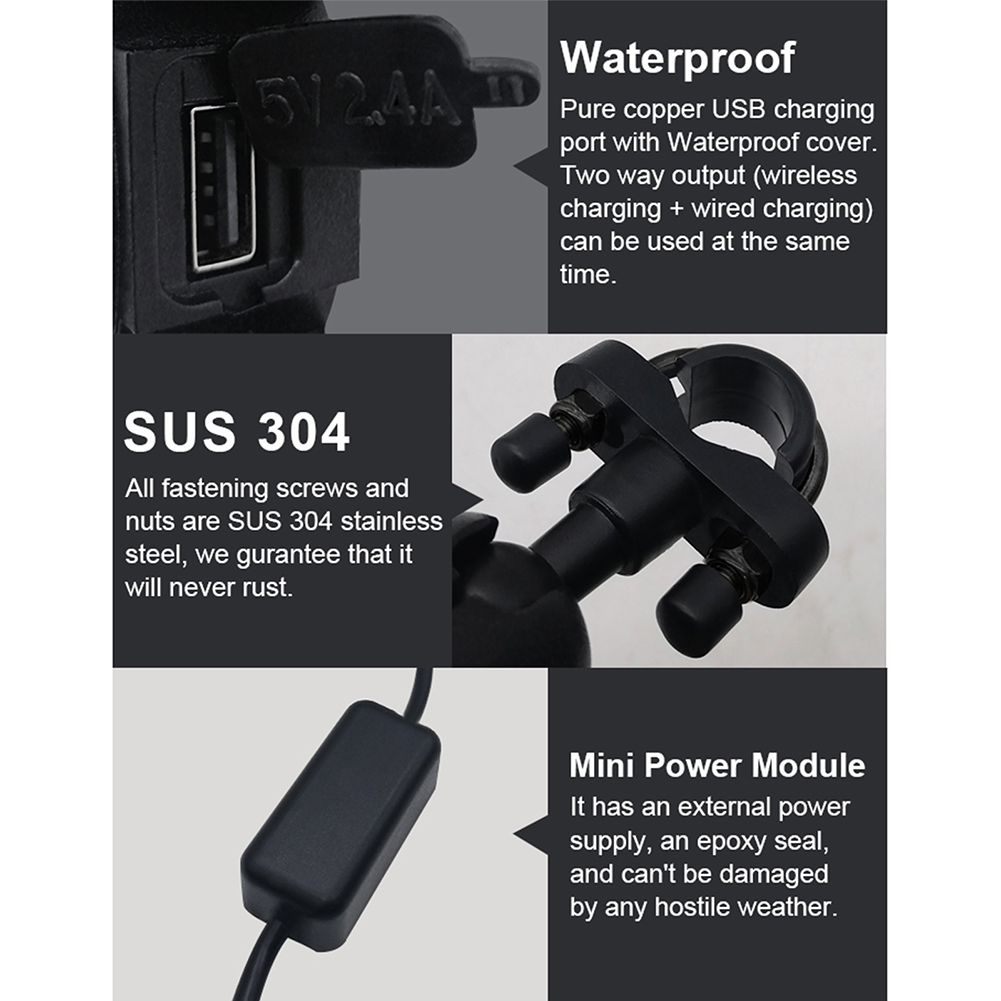 5V 2.4A
Waterproof
Pure copper USB charging
port with Waterproof cover.
Two way output (wireless
charging + wired charging)
can be used at the same
time.
SUS 304
All fastening screws and
nuts are SUS 304 stainless
steel, we gurantee that it
will never rust.
Mini Power Module
It has an external power
supply, an epoxy seal,
and can't be damaged
by any hostile weather.